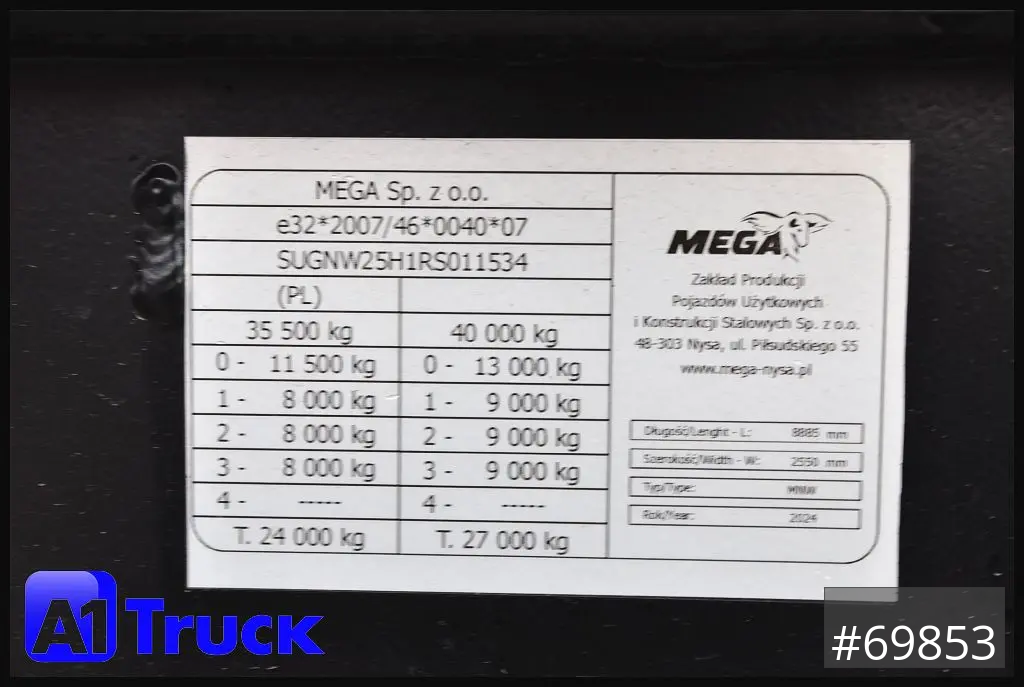 MEGA Sp. z o.o.
e32*2007/46*0040*07
SUGNW25H1RS011534
(PL)
35 500 kg 40 000 kg
0 - 11 500 kg 0 - 13 000 kg
1 - 8 000 kg 1 - 9 000 kg
2 - 8 000 kg 2 - 9 000 kg
3 - 8 000 kg 3 - 9 000 kg
4 - ----- 4 - -----
T. 24 000 kg T. 27 000 kg
MEGA
Zakład Produkcji
Pojazdów Użytkowych
i Konstrukcji Stalowych Sp. z o.o.
48-303 Nysa, ul. Piłsudskiego 55
www.mega-nysa.pl
Długość/Lenght - L: 8885 mm
Szerokość/Width - W: 2550 mm
Typ/Type:
Rok/Year: 2024
A1 Truck
#69853